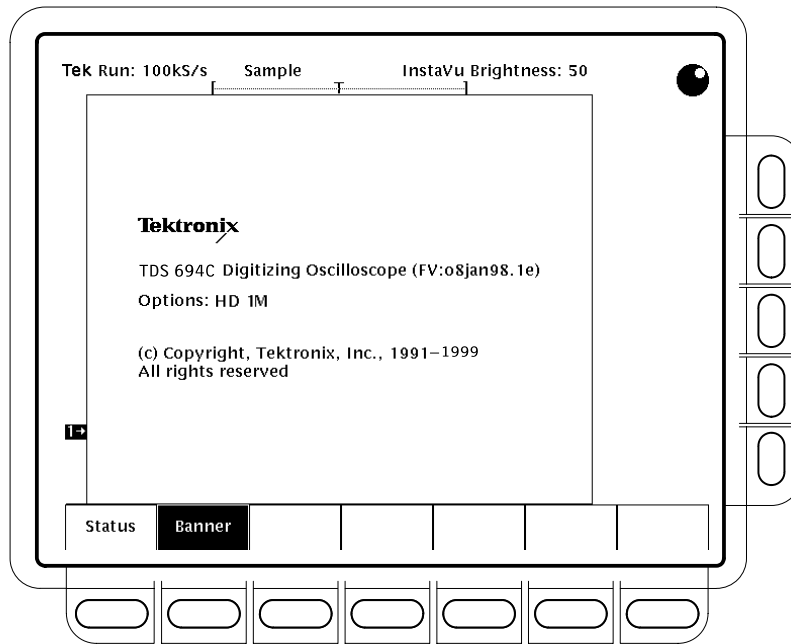 Tek Run: 100kS/s Sample InstaVu Brightness: 50
T
Tektronix
TDS 694C Digitizing Oscilloscope (FV:o8jan98.1e)
Options: HD 1M
(c) Copyright, Tektronix, Inc., 1991–1999
All rights reserved
1→
Status Banner